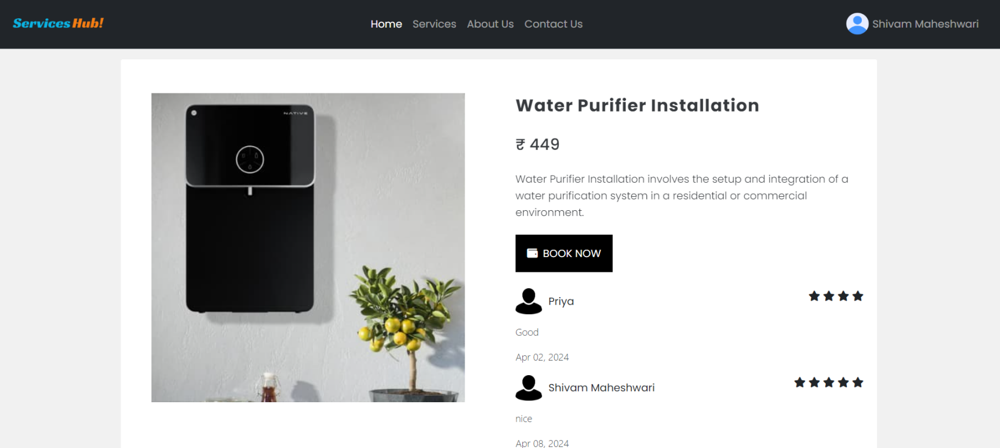 Services Hub!
Home Services About Us Contact Us
Shivam Maheshwari
NATIVE
Water Purifier Installation
₹ 449
Water Purifier Installation involves the setup and integration of a
water purification system in a residential or commercial
environment.
BOOK NOW
Priya
Good
Apr 02, 2024
Shivam Maheshwari
nice
Apr 08, 2024